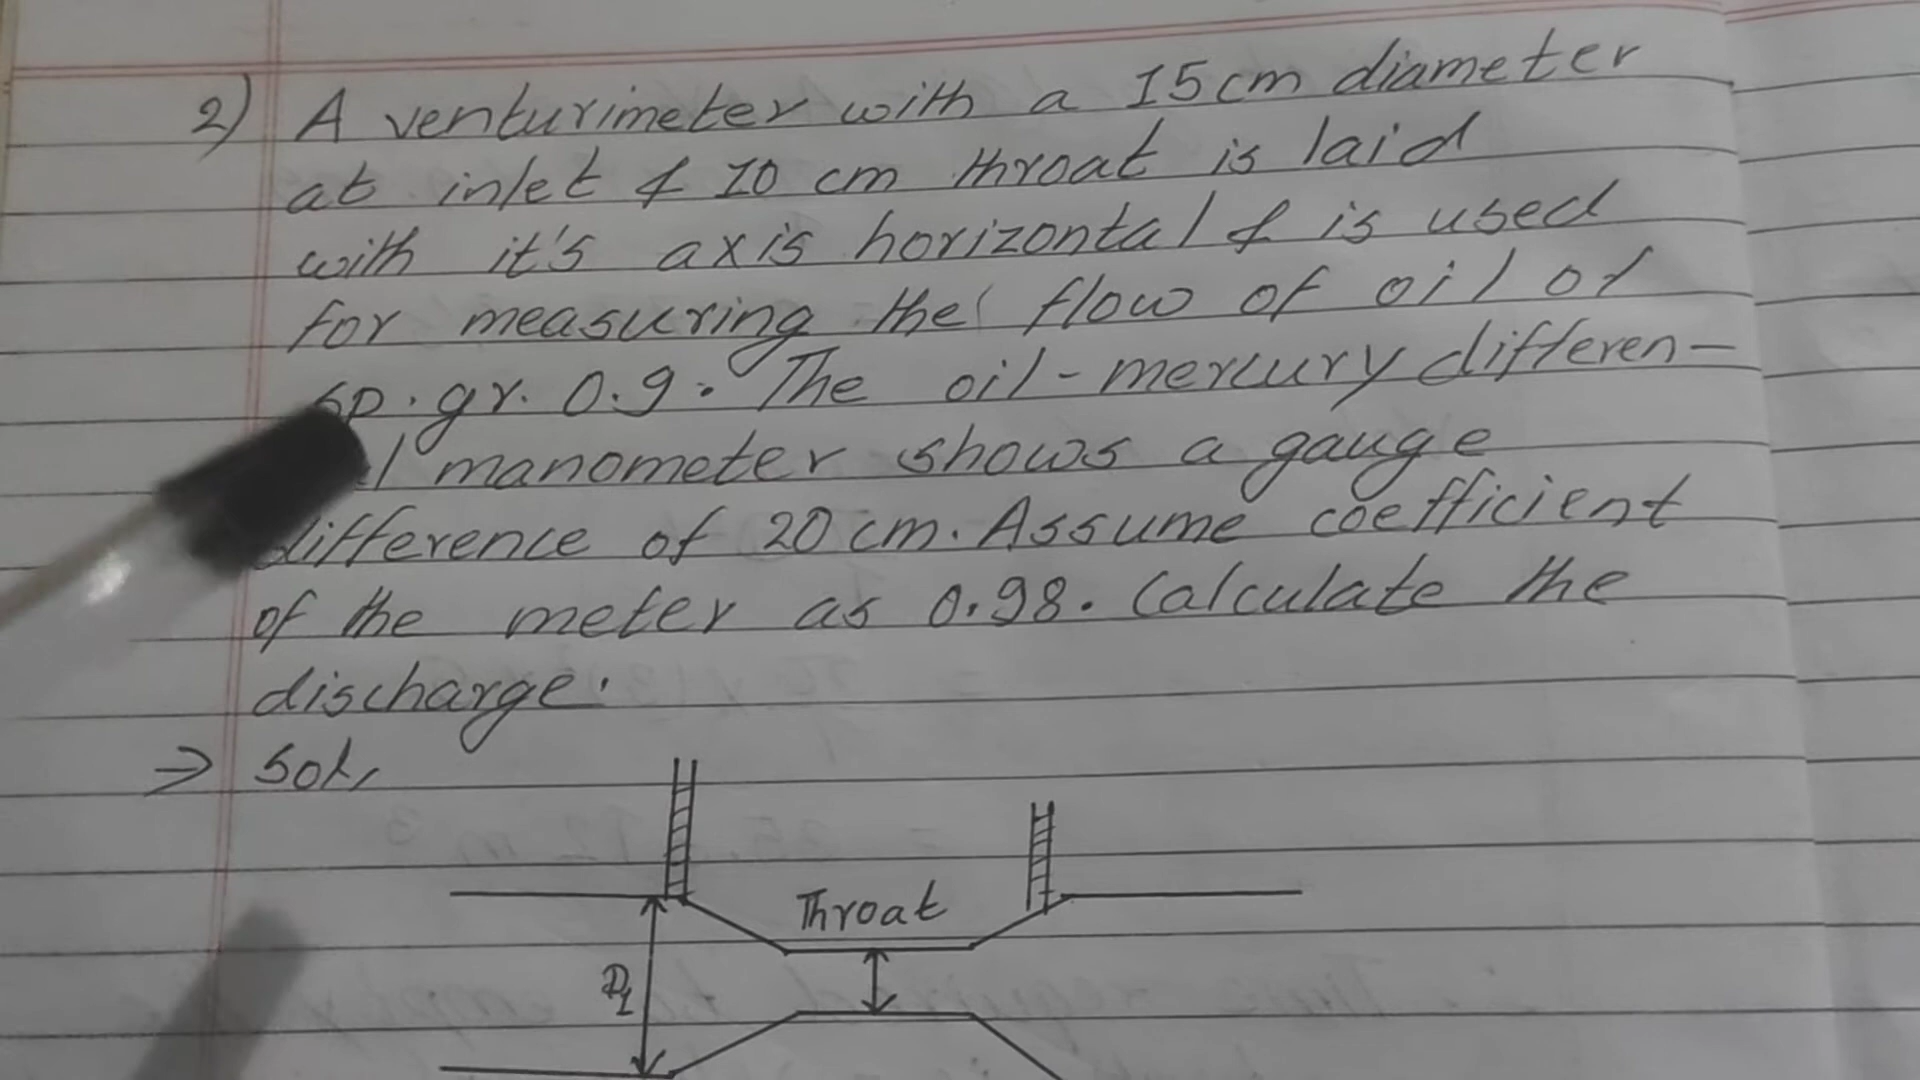 2) A venturimeter with a 15 cm diameter
at inlet & 10 cm throat is laid
with it's axis horizontal & is used
for measuring the flow of oil of
sp. gr. 0.9. The oil-mercury differen-
manometer shows a gauge
difference of 20 cm. Assume coefficient
of the meter as 0.98. Calculate the
discharge.
⇒ Sol,
Throat
D1